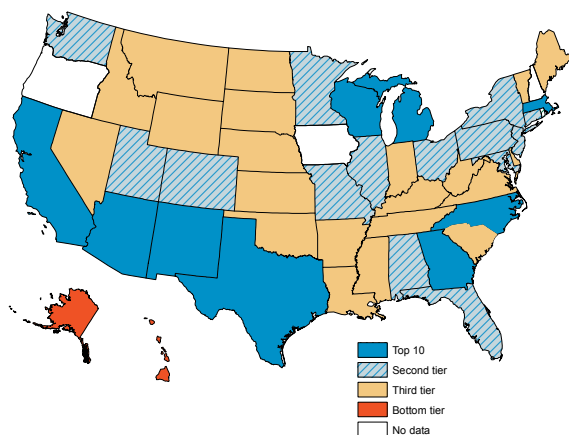 Top 10
Second tier
Third tier
Bottom tier
No data